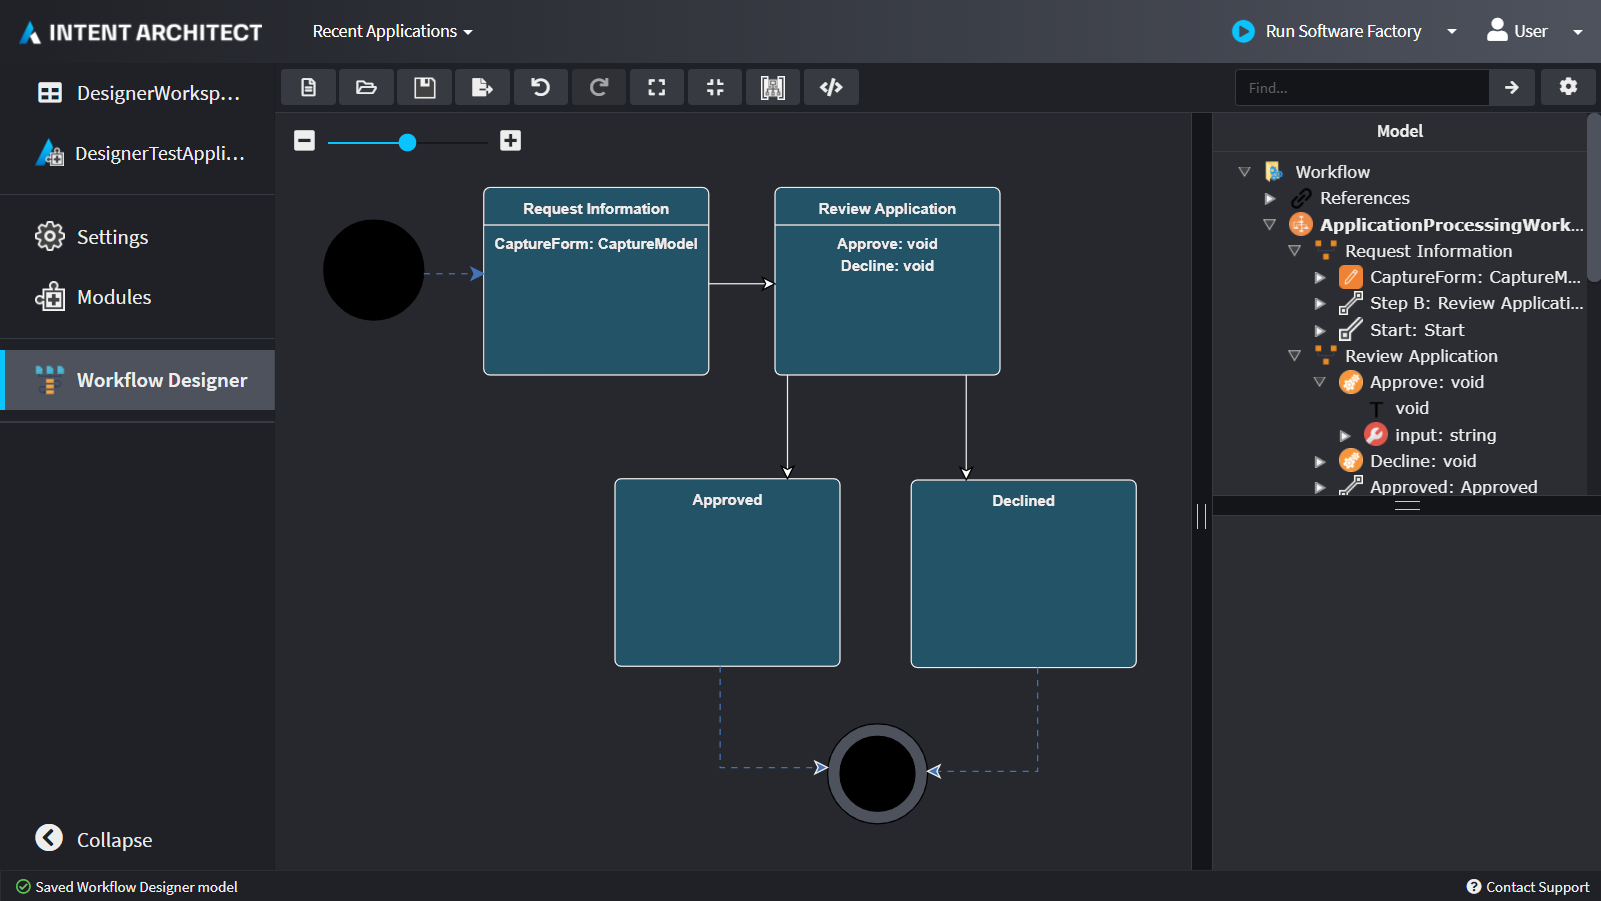 INTENT ARCHITECT
Recent Applications
Run Software Factory
User
DesignerWorksp...
DesignerTestAppli...
Settings
Modules
Workflow Designer
Collapse
Find...
Request Information
CaptureForm: CaptureModel
Review Application
Approve: void
Decline: void
Approved
Declined
Model
Workflow
References
ApplicationProcessingWork...
Request Information
CaptureForm: CaptureM...
Step B: Review Applicati...
Start: Start
Review Application
Approve: void
T void
input: string
Decline: void
Approved: Approved
Saved Workflow Designer model
Contact Support